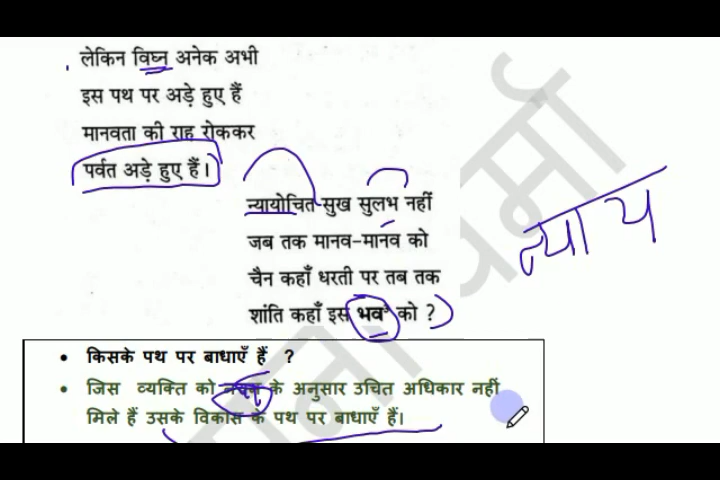 लेकिन विघ्न अनेक अभी
इस पथ पर अड़े हुए हैं
मानवता की राह रोककर
पर्वत अड़े हुए हैं।
न्यायोचित सुख सुलभ नहीं
जब तक मानव-मानव को
चैन कहाँ धरती पर तब तक
शांति कहाँ इस भव को ?
न्याय
• किसके पथ पर बाधाएँ हैं ?
• जिस व्यक्ति को के अनुसार उचित अधिकार नहीं
मिले हैं उसके विकास के पथ पर बाधाएँ हैं।